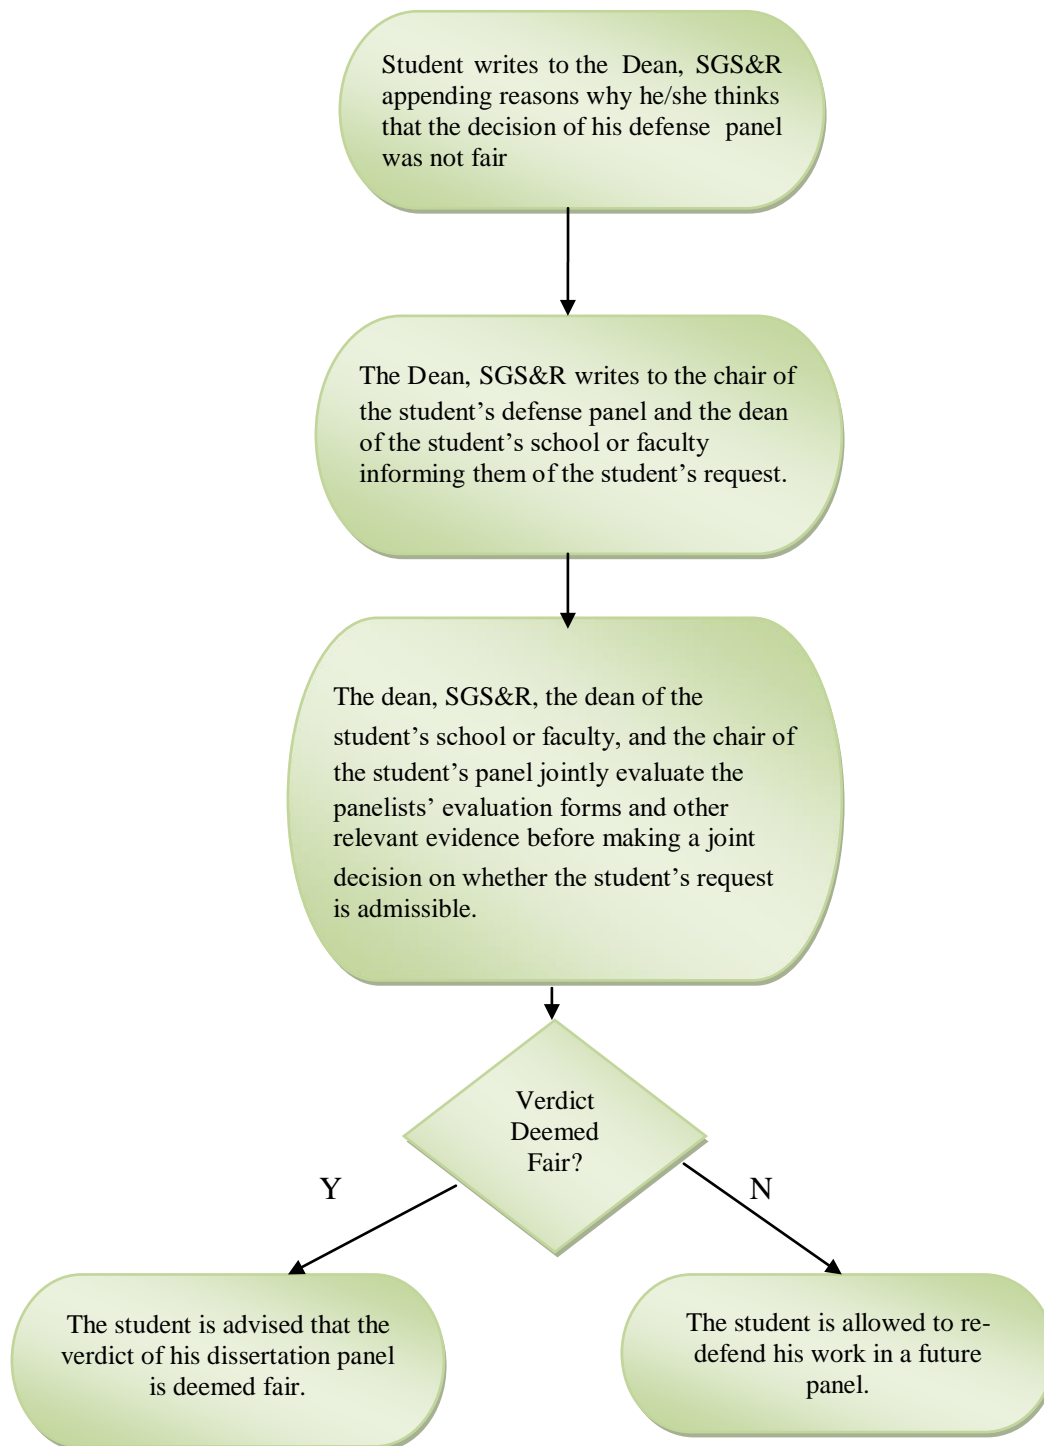 Student writes to the Dean, SGS&R
appending reasons why he/she thinks
that the decision of his defense panel
was not fair
The Dean, SGS&R writes to the chair of
the student’s defense panel and the dean
of the student’s school or faculty
informing them of the student’s request.
The dean, SGS&R, the dean of the
student’s school or faculty, and the chair of
the student’s panel jointly evaluate the
panelists’ evaluation forms and other
relevant evidence before making a joint
decision on whether the student’s request
is admissible.
Verdict
Deemed
Fair?
Y
N
The student is advised that the
verdict of his dissertation panel
is deemed fair.
The student is allowed to re-
defend his work in a future
panel.